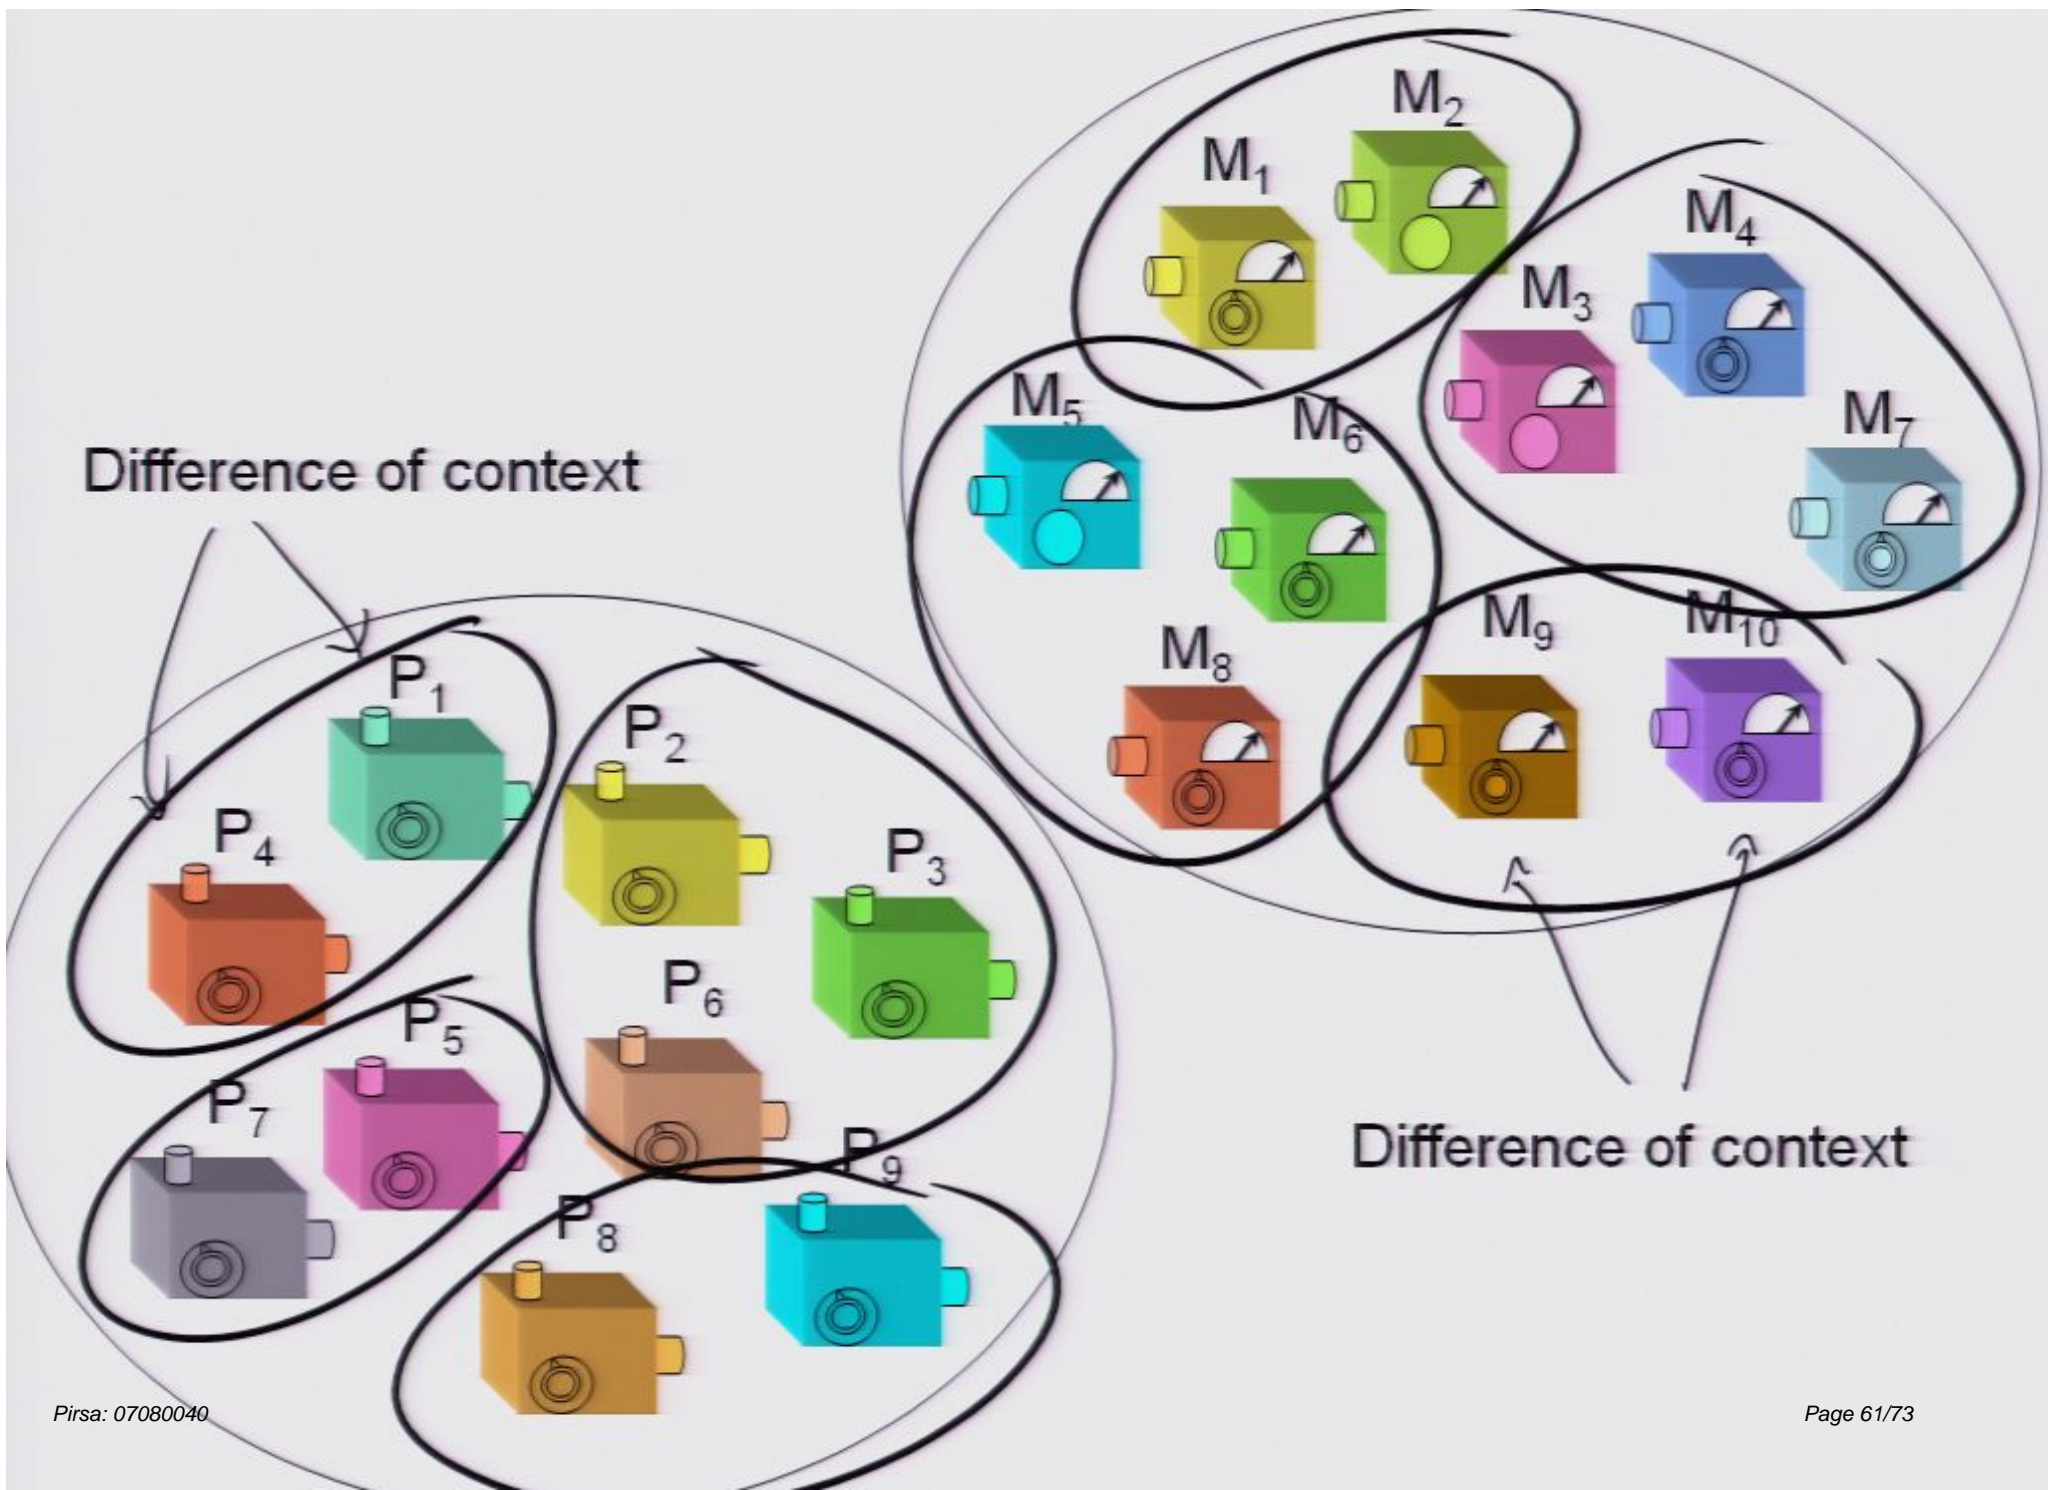 M₂
M₁
M₄
M₃
M₅
M₆
M₇
Difference of context
M₉
M₁₀
M₈
P₁
P₂
P₄
P₃
P₆
P₅
P₇
P₉
Difference of context
P₈
Pirsa: 07080040
Page 61/73